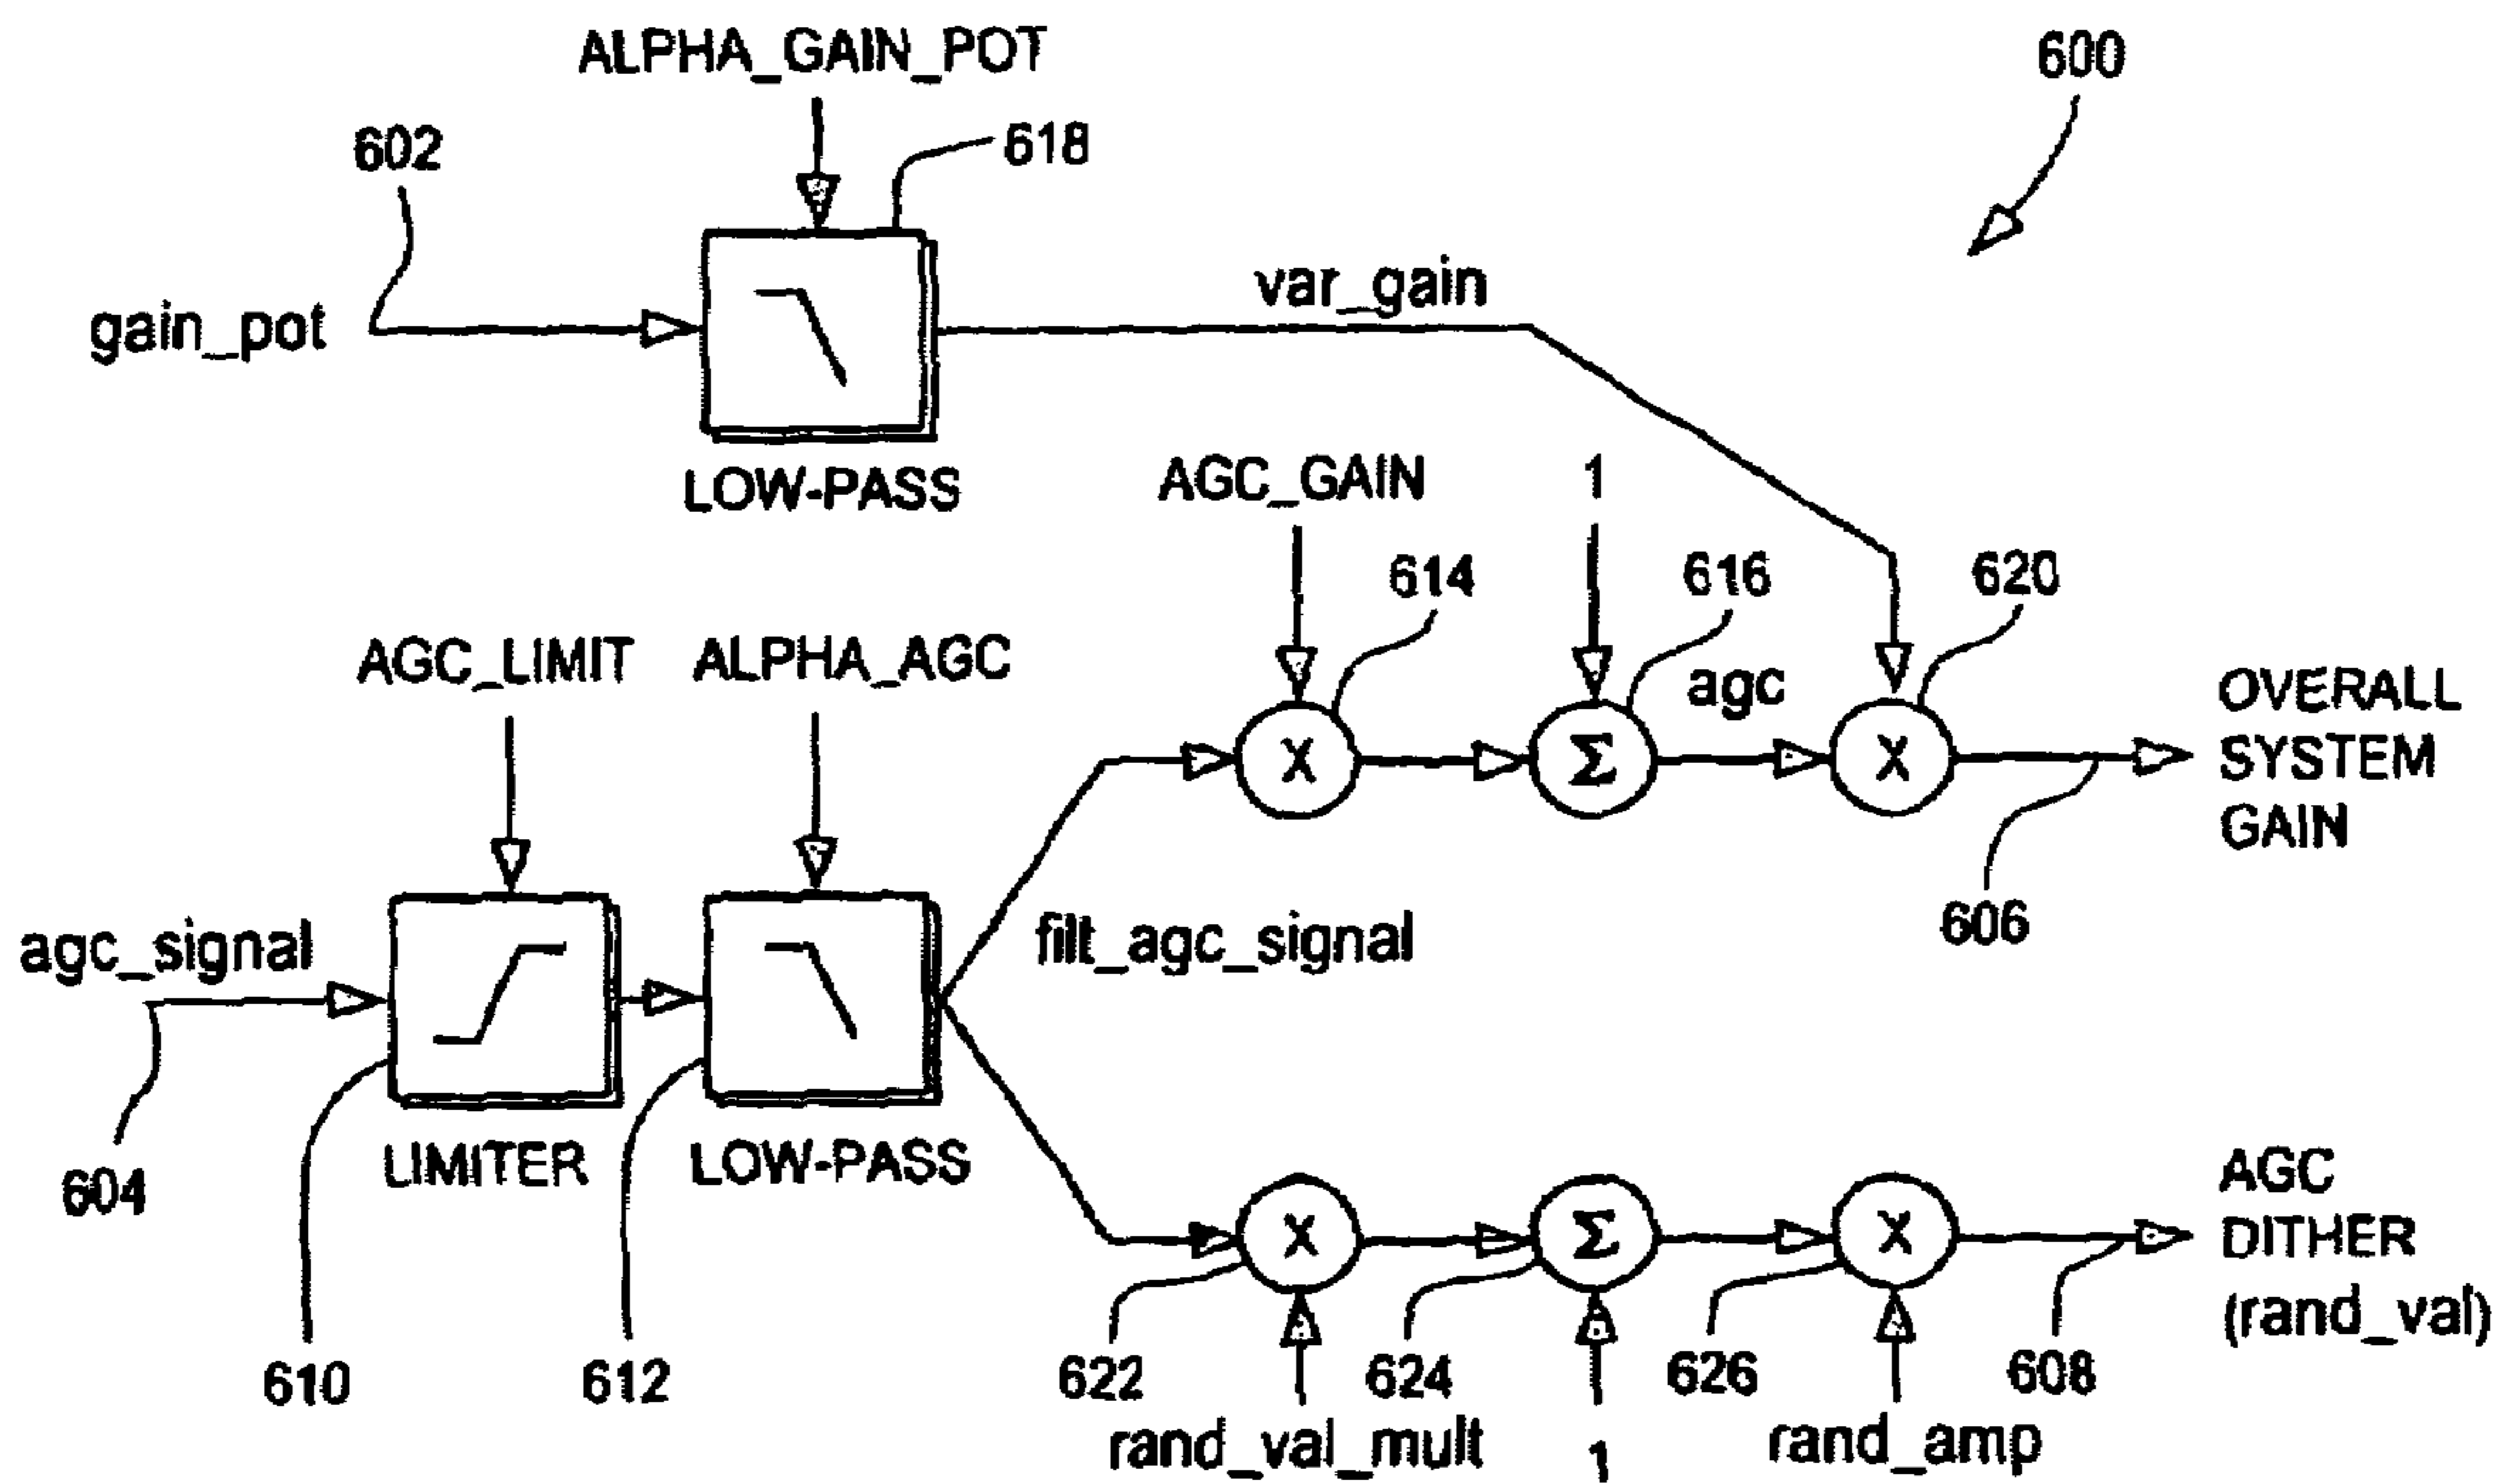 ALPHA_GAIN_POT
600
602
618
gain_pot
var_gain
LOW-PASS
AGC_GAIN
1
614
616
620
AGC_LIMIT
ALPHA_AGC
agc
X
Σ
X
OVERALL
SYSTEM
GAIN
agc_signal
filt_agc_signal
606
604
LIMITER
LOW-PASS
X
Σ
X
AGC
DITHER
(rand_val)
610
612
622
624
626
608
rand_val_mult
1
rand_amp